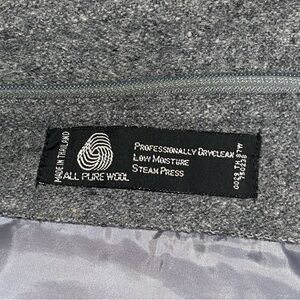 MADE IN THAILAND
ALL PURE WOOL
PROFESSIONALLY DRYCLEAN
LOW MOISTURE
STEAM PRESS